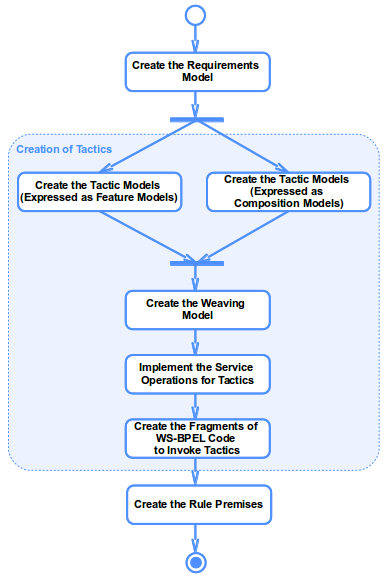 Create the Requirements
Model
Creation of Tactics
Create the Tactic Models
(Expressed as Feature Models)
Create the Tactic Models
(Expressed as
Composition Models)
Create the Weaving
Model
Implement the Service
Operations for Tactics
Create the Fragments of
WS-BPEL Code
to Invoke Tactics
Create the Rule Premises